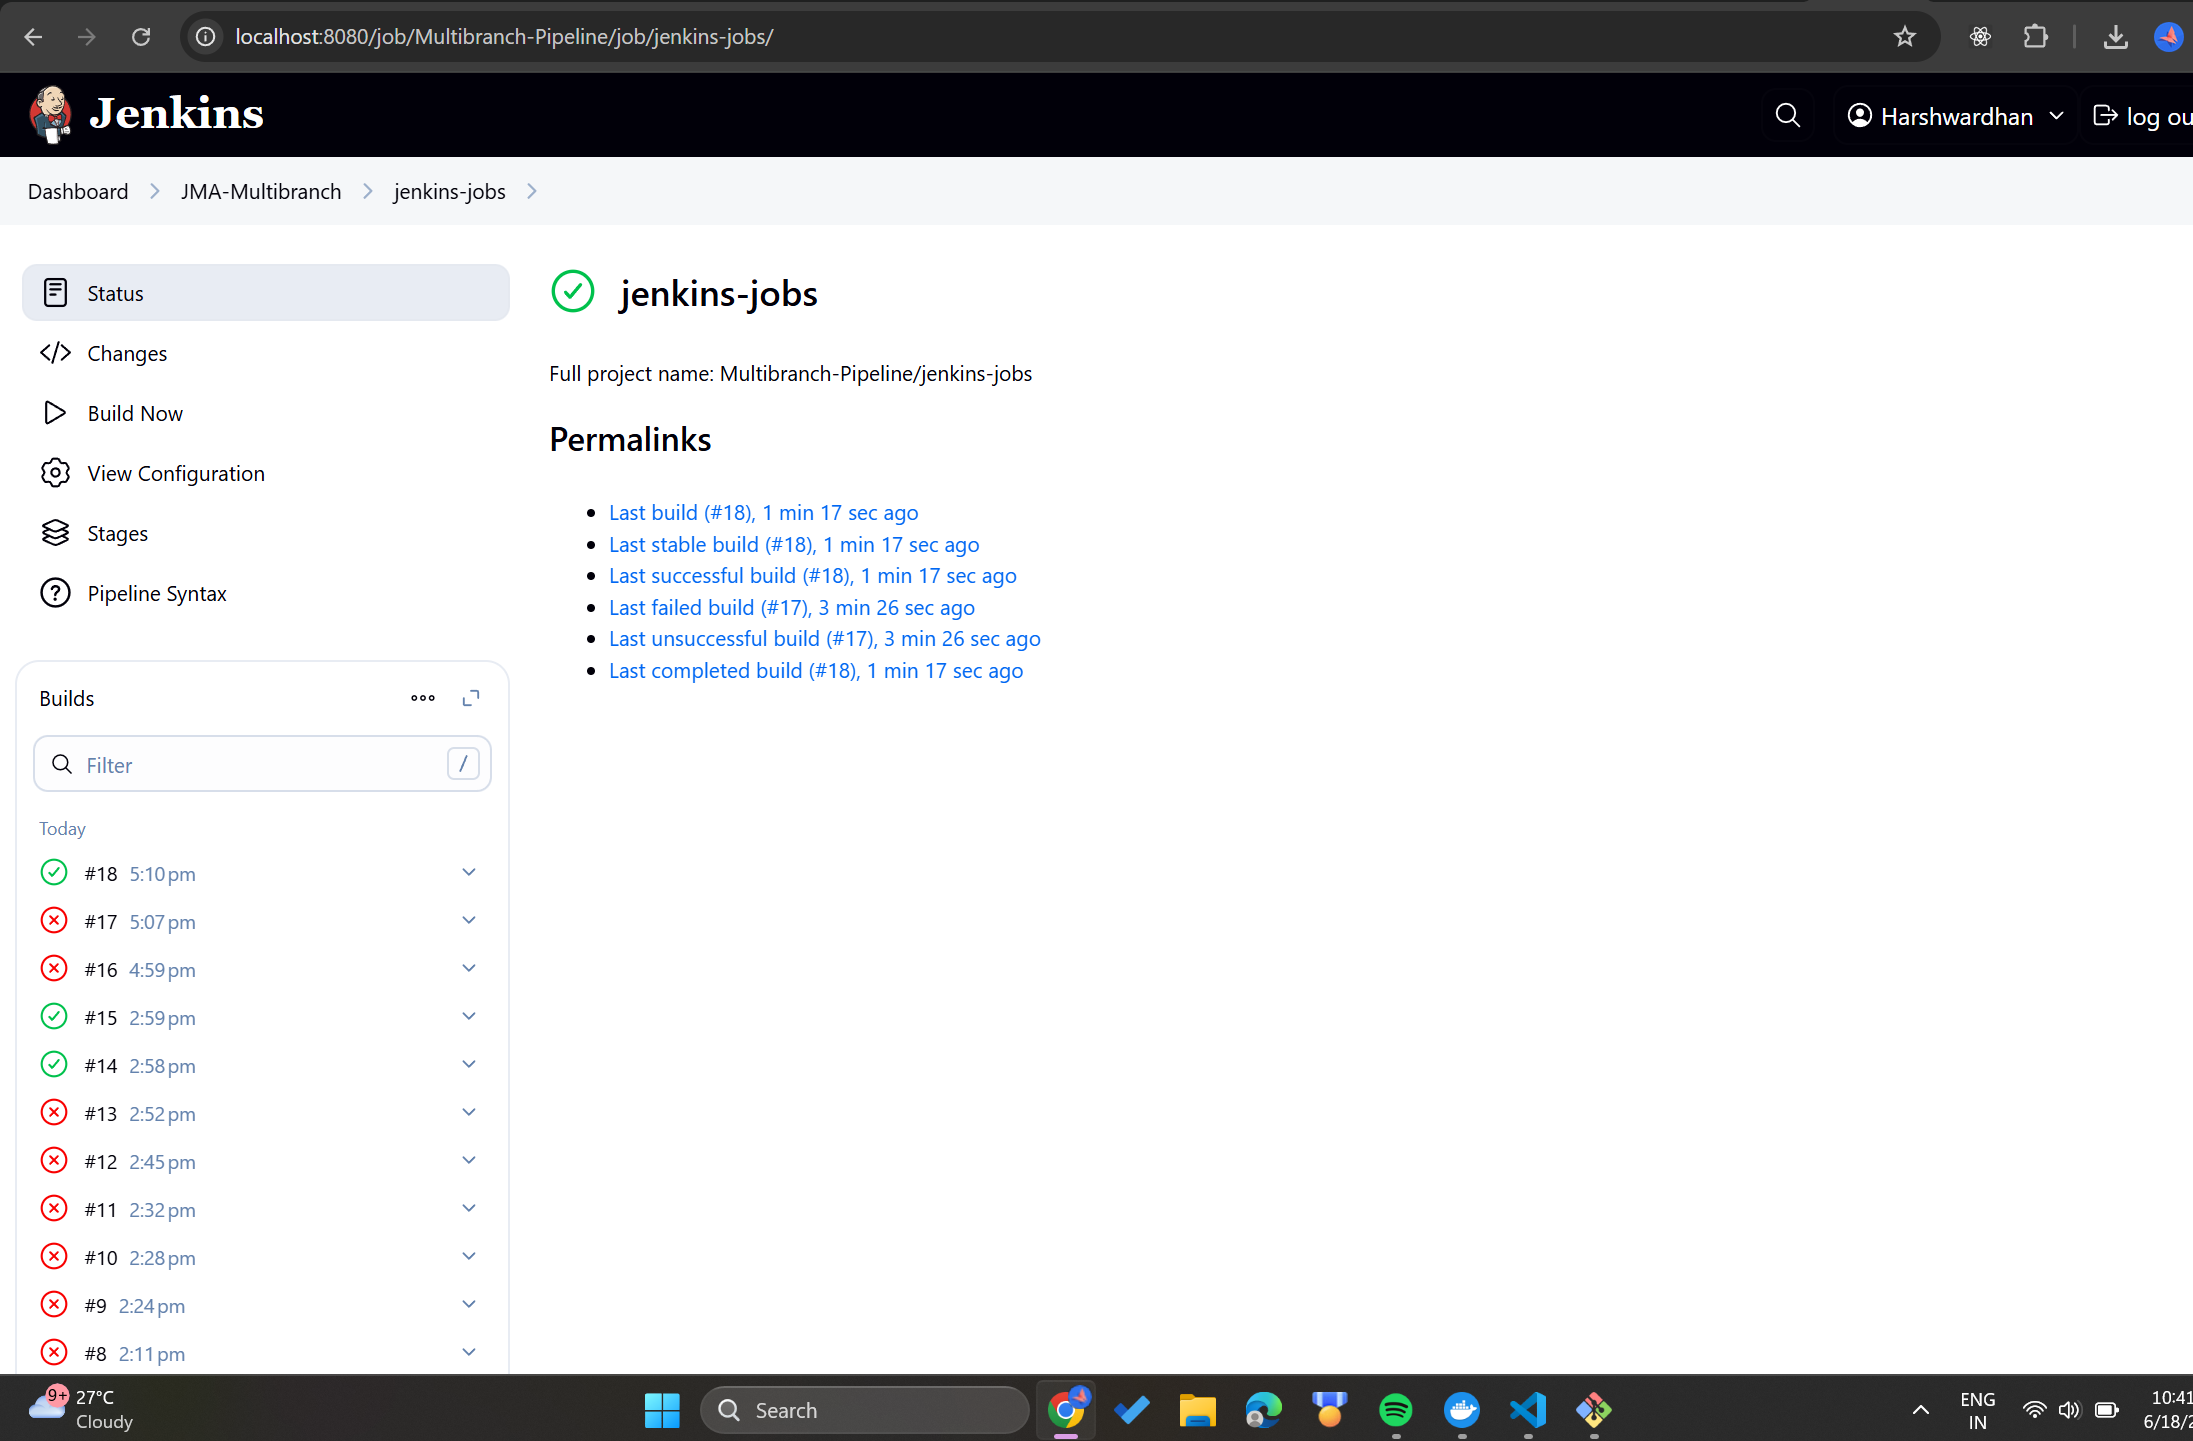 localhost:8080/job/Multibranch-Pipeline/job/jenkins-jobs/
Jenkins
Harshwardhan
log ou
Dashboard
JMA-Multibranch
jenkins-jobs
Status
Changes
Build Now
View Configuration
Stages
Pipeline Syntax
jenkins-jobs
Full project name: Multibranch-Pipeline/jenkins-jobs
Permalinks
Last build (#18), 1 min 17 sec ago
Last stable build (#18), 1 min 17 sec ago
Last successful build (#18), 1 min 17 sec ago
Last failed build (#17), 3 min 26 sec ago
Last unsuccessful build (#17), 3 min 26 sec ago
Last completed build (#18), 1 min 17 sec ago
Builds
Filter /
Today
#18 5:10 pm
#17 5:07 pm
#16 4:59 pm
#15 2:59 pm
#14 2:58 pm
#13 2:52 pm
#12 2:45 pm
#11 2:32 pm
#10 2:28 pm
#9 2:24 pm
#8 2:11 pm
9+
27°C
Cloudy
Search
ENG
IN
10:41
6/18/2